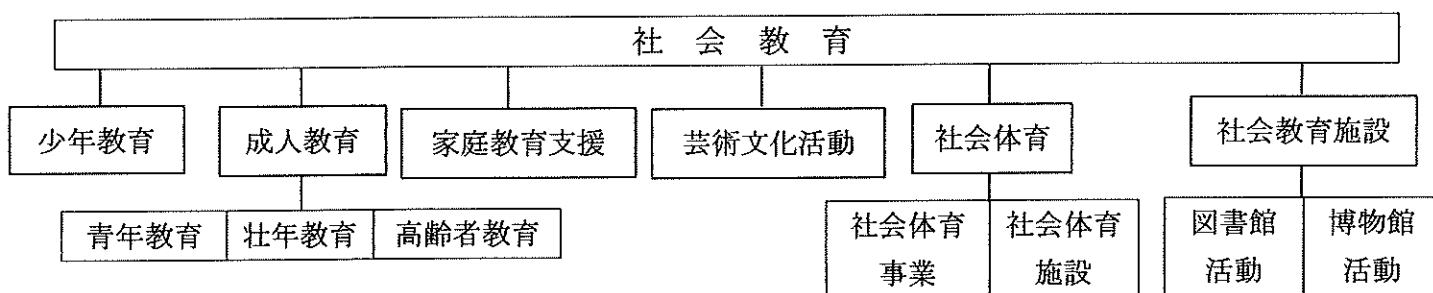 社会教育
少年教育
成人教育
家庭教育支援
芸術文化活動
社会体育
社会教育施設
青年教育
壮年教育
高齢者教育
社会体育
事業
社会体育
施設
図書館
活動
博物館
活動